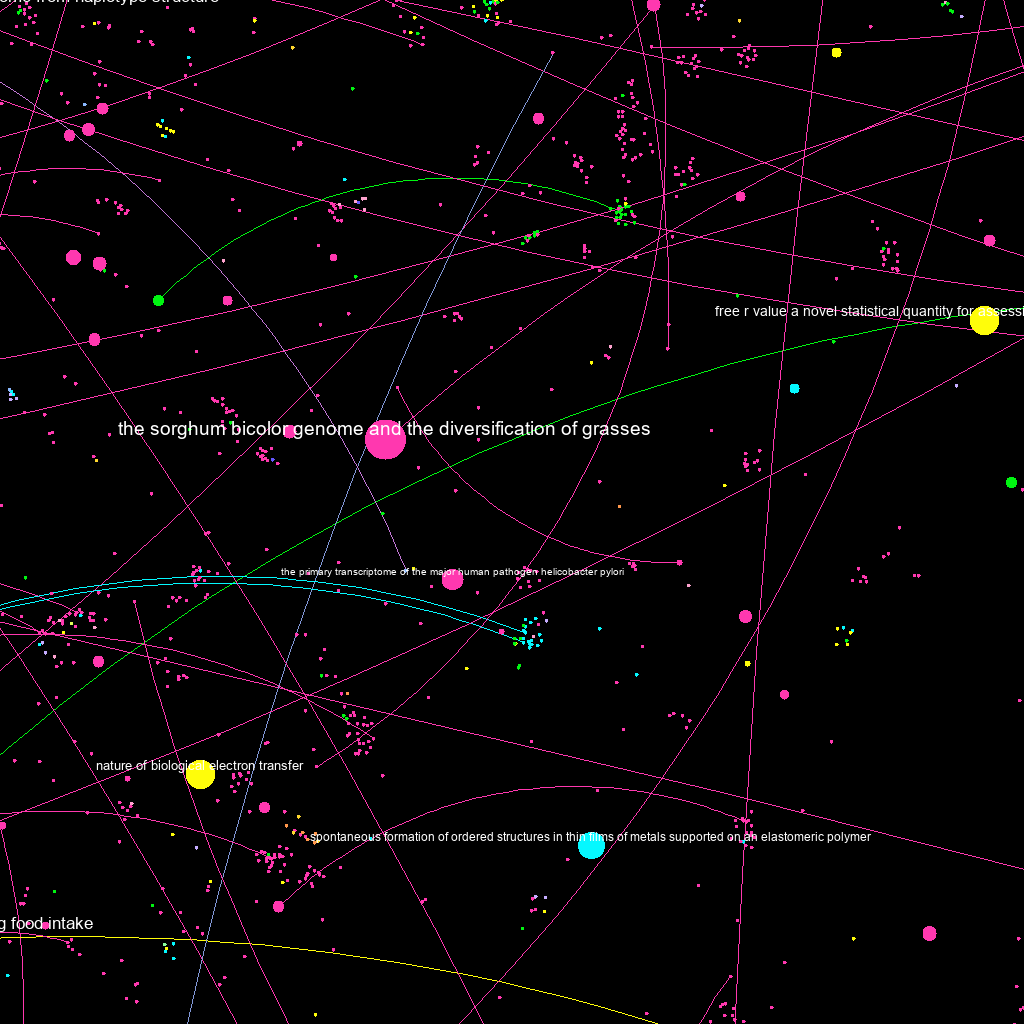 from haplotype structure
free r value a novel statistical quantity for assessi
the sorghum bicolor genome and the diversification of grasses
the primary transcriptome of the major human pathogen helicobacter pylori
nature of biological electron transfer
spontaneous formation of ordered structures in thin films of metals supported on an elastomeric polymer
g food intake